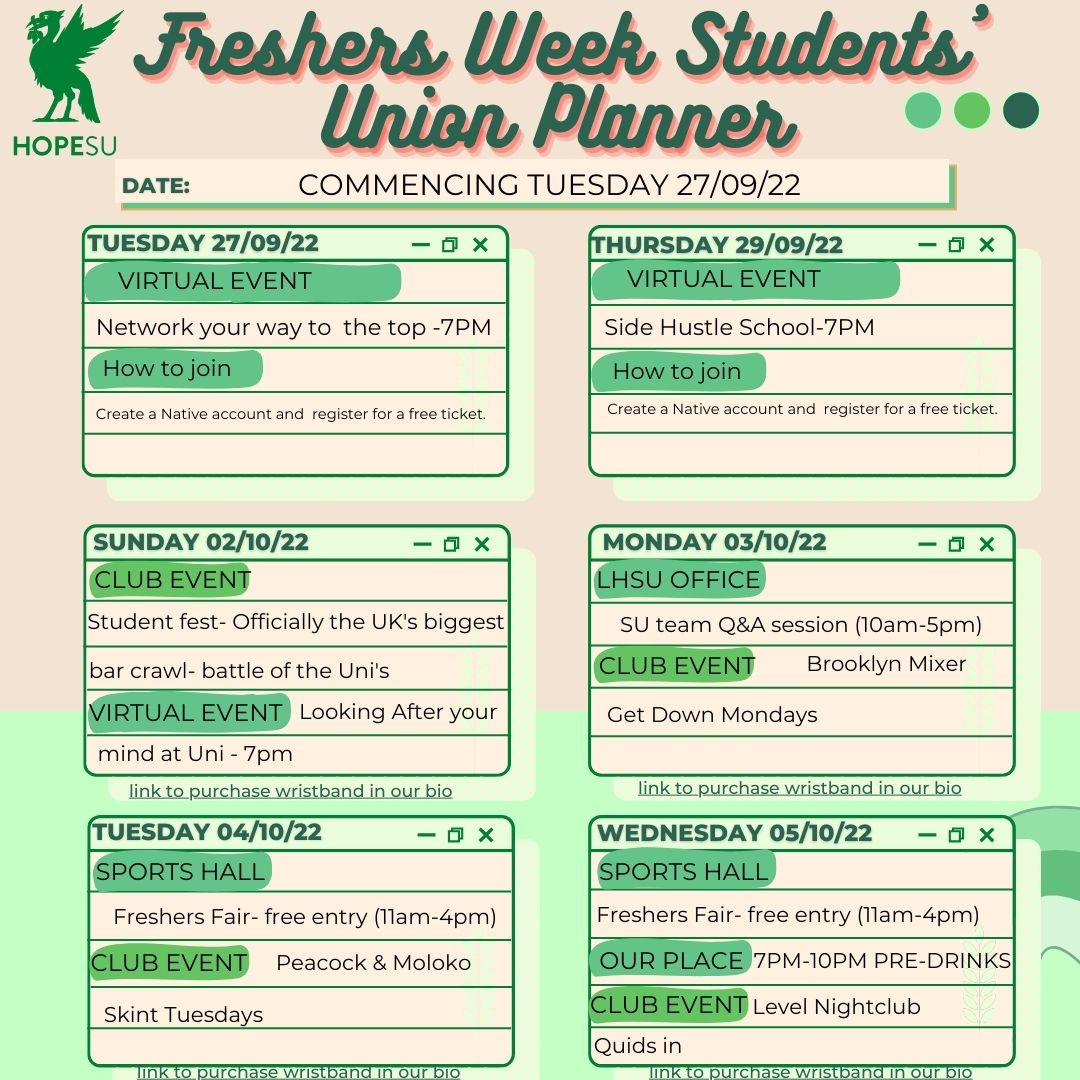 Freshers Week Students'
Union Planner
HOPESU
DATE:
COMMENCING TUESDAY 27/09/22
TUESDAY 27/09/22
VIRTUAL EVENT
Network your way to the top -7PM
How to join
Create a Native account and register for a free ticket.
THURSDAY 29/09/22
VIRTUAL EVENT
Side Hustle School-7PM
How to join
Create a Native account and register for a free ticket.
SUNDAY 02/10/22
CLUB EVENT
Student fest- Officially the UK's biggest
bar crawl- battle of the Uni's
VIRTUAL EVENT Looking After your
mind at Uni - 7pm
link to purchase wristband in our bio
MONDAY 03/10/22
LHSU OFFICE
SU team Q&A session (10am-5pm)
CLUB EVENT Brooklyn Mixer
Get Down Mondays
link to purchase wristband in our bio
TUESDAY 04/10/22
SPORTS HALL
Freshers Fair- free entry (11am-4pm)
CLUB EVENT Peacock & Moloko
Skint Tuesdays
link to purchase wristband in our bio
WEDNESDAY 05/10/22
SPORTS HALL
Freshers Fair- free entry (11am-4pm)
OUR PLACE 7PM-10PM PRE-DRINKS
CLUB EVENT Level Nightclub
Quids in
link to purchase wristband in our bio